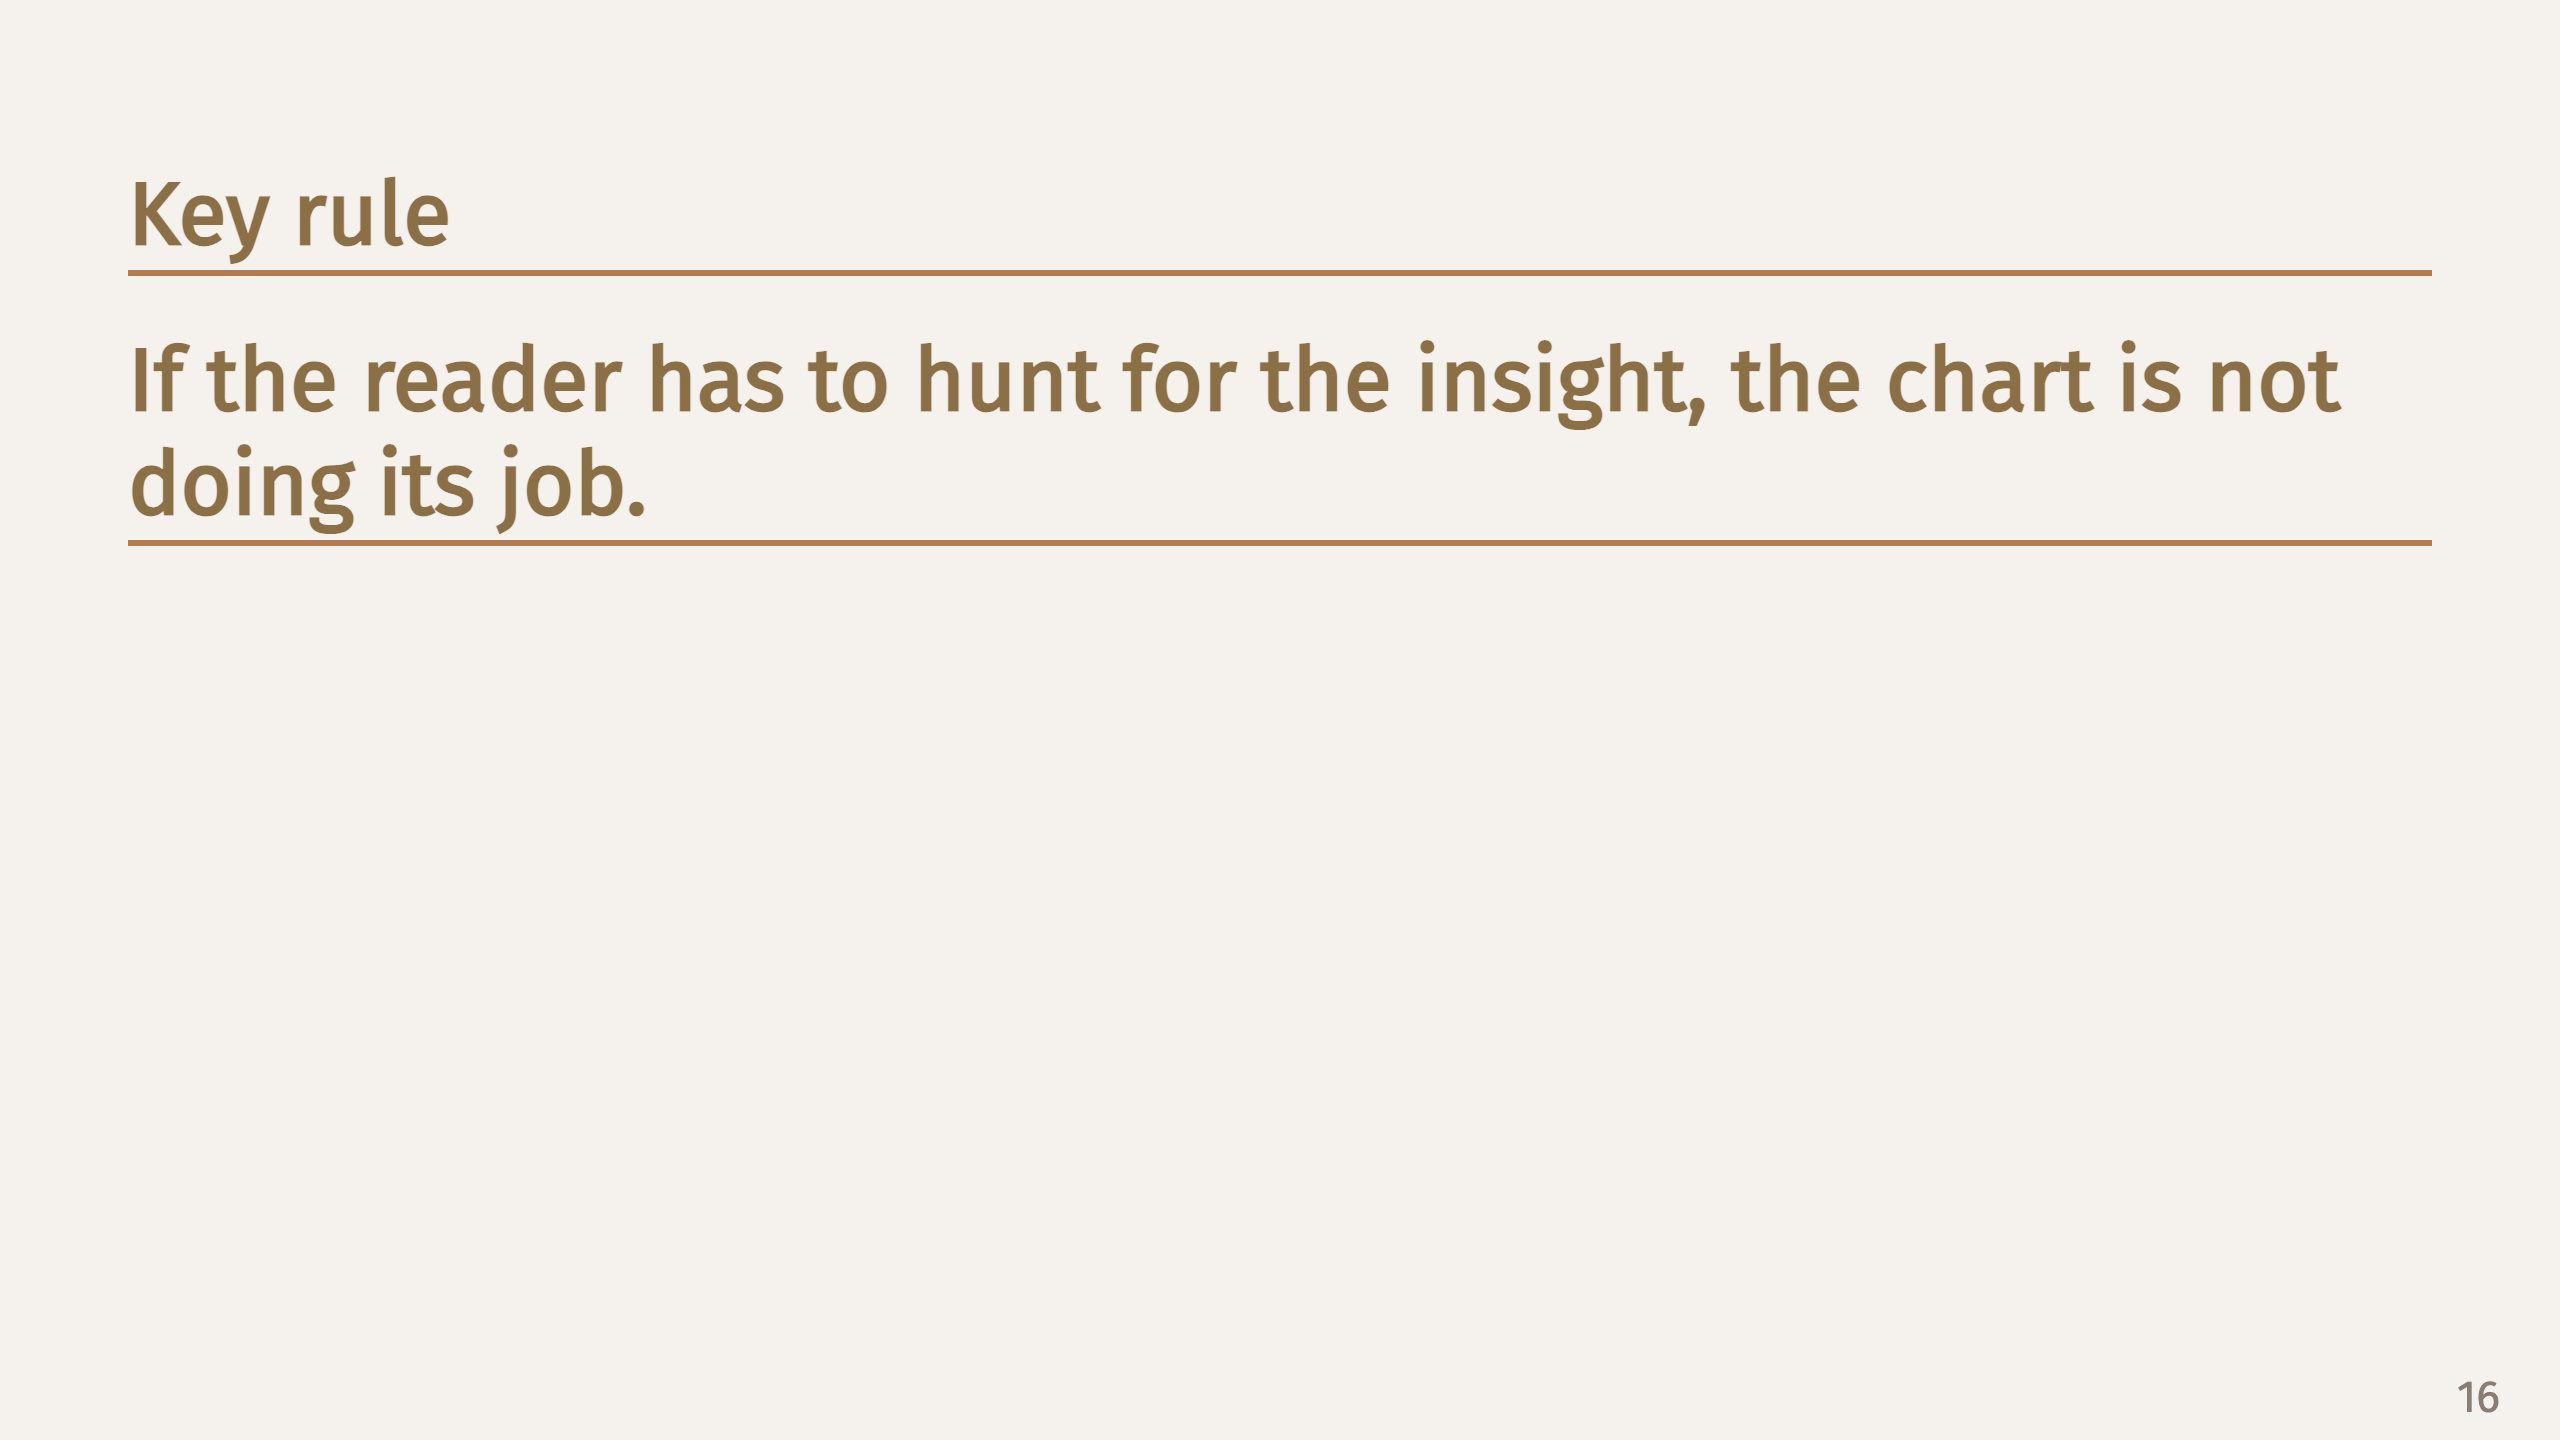 Key rule
If the reader has to hunt for the insight, the chart is not
doing its job.
16